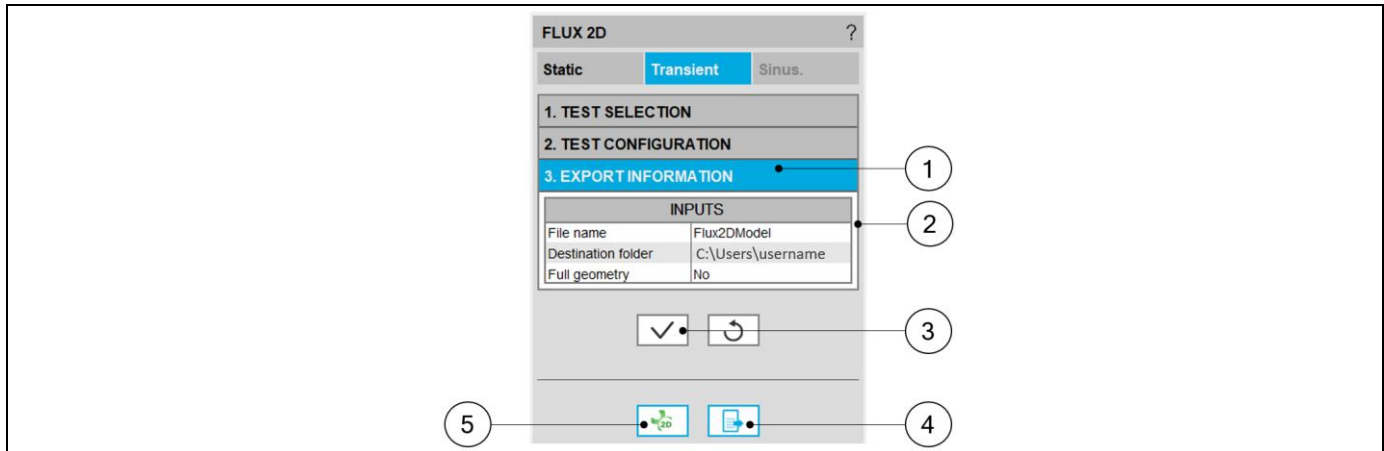 FLUX 2D ?
Static Transient Sinus.
1. TEST SELECTION
2. TEST CONFIGURATION
3. EXPORT INFORMATION
1
INPUTS
2
File name Flux2DModel
Destination folder C:\Users\username
Full geometry No
3
5
2D
4